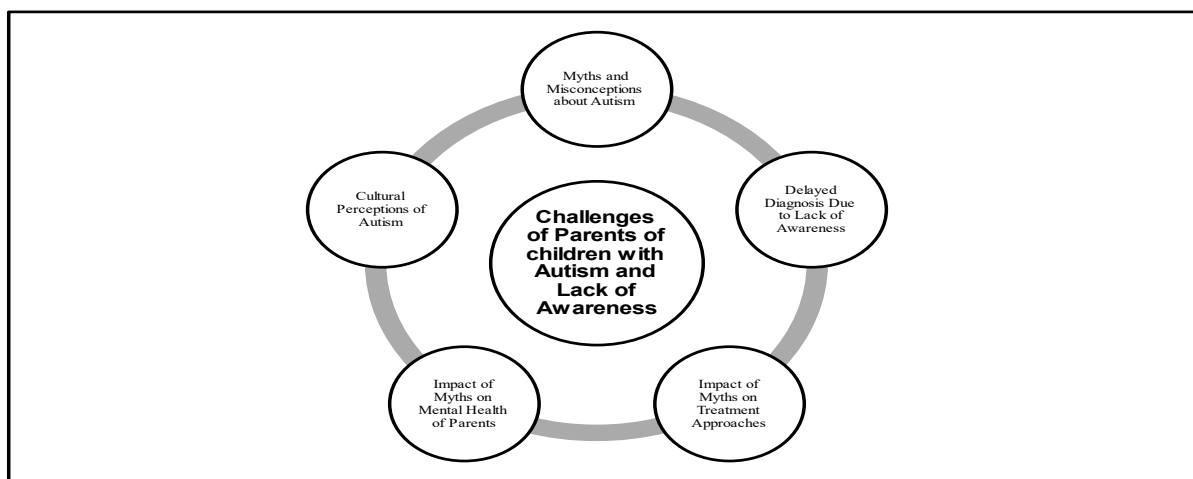 Myths and
Misconceptions
about Autism
Cultural
Perceptions of
Autism
Delayed
Diagnosis Due
to Lack of
Awareness
Challenges
of Parents of
children with
Autism and
Lack of
Awareness
Impact of
Myths on
Mental Health
of Parents
Impact of
Myths on
Treatment
Approaches